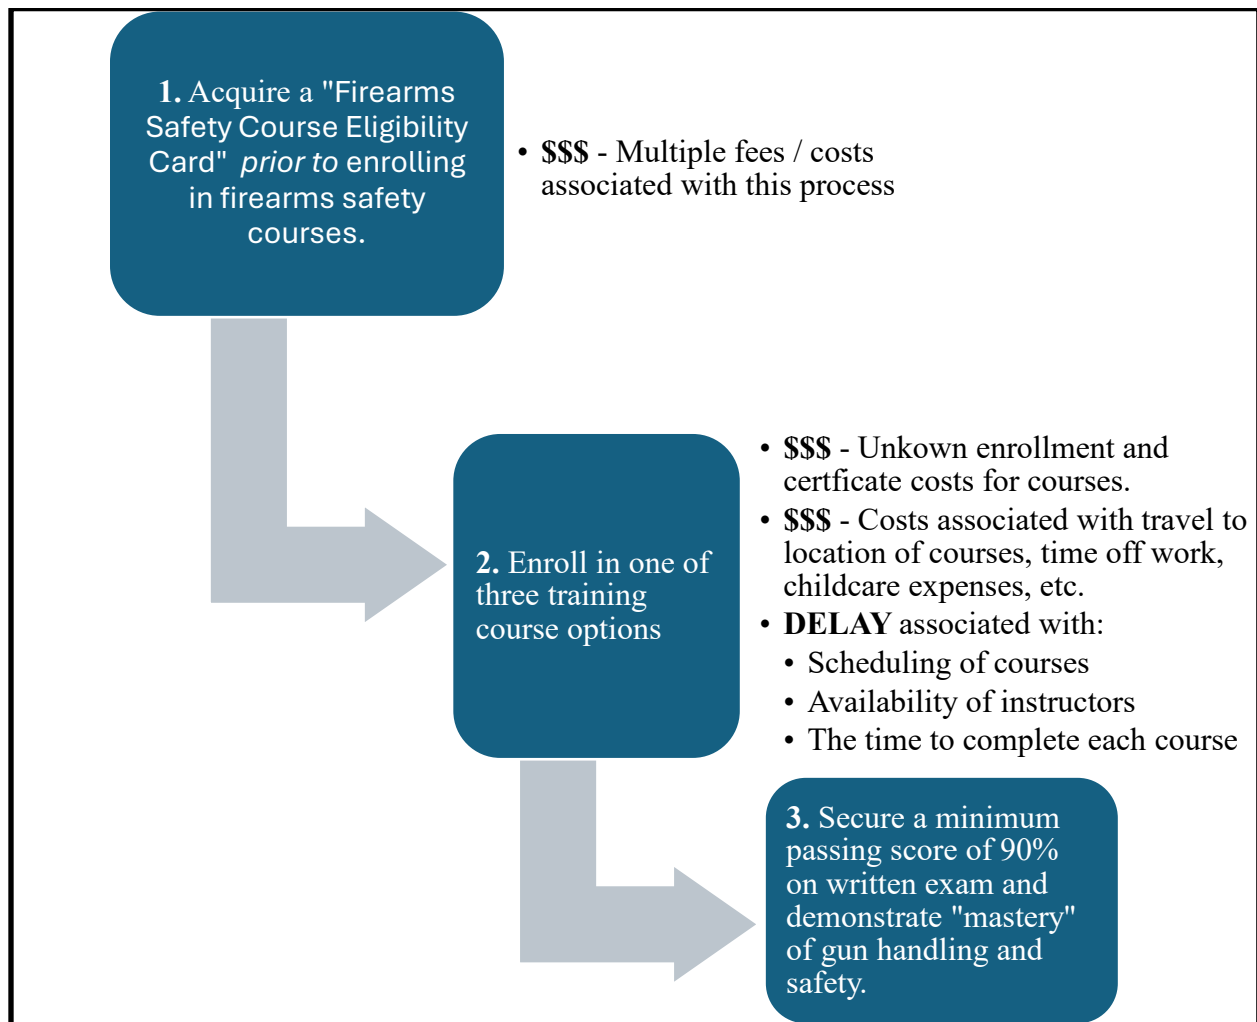 1. Acquire a "Firearms
Safety Course Eligibility
Card" prior to enrolling
in firearms safety
courses.
• $$$ - Multiple fees / costs
associated with this process
2. Enroll in one of
three training
course options
• $$$ - Unkown enrollment and
certficate costs for courses.
• $$$ - Costs associated with travel to
location of courses, time off work,
childcare expenses, etc.
• DELAY associated with:
• Scheduling of courses
• Availability of instructors
• The time to complete each course
3. Secure a minimum
passing score of 90%
on written exam and
demonstrate "mastery"
of gun handling and
safety.